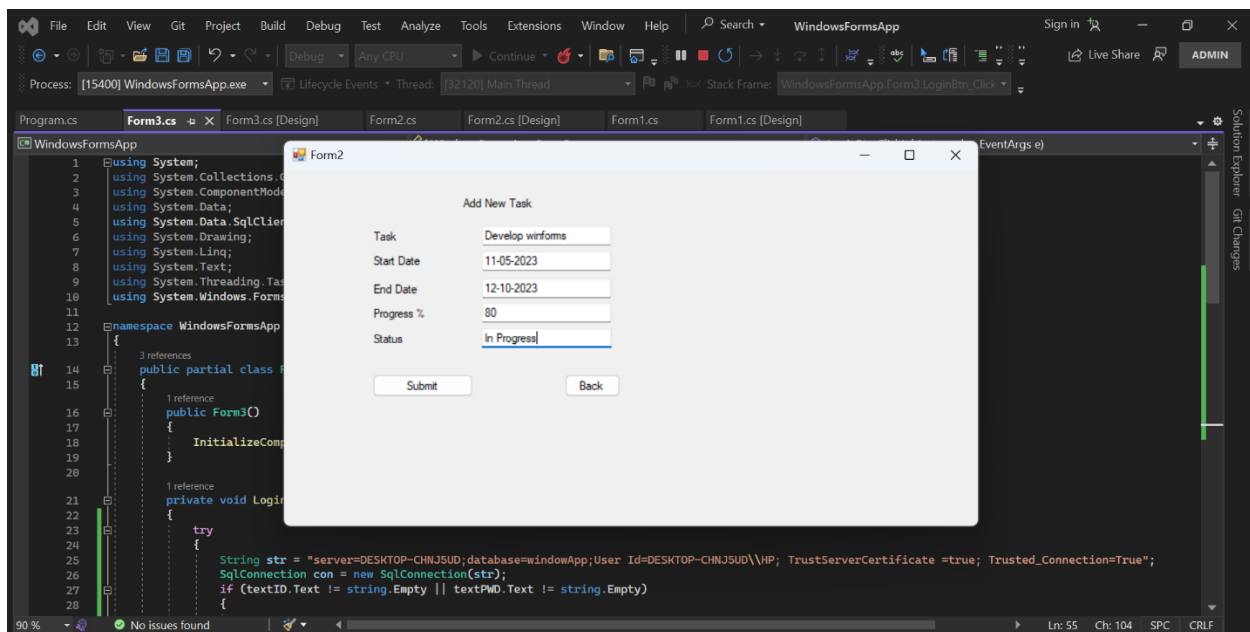 File Edit View Git Project Build Debug Test Analyze Tools Extensions Window Help Search WindowsFormsApp Sign in
Debug Any CPU Continue Live Share ADMIN
Process: [15400] WindowsFormsApp.exe Lifecycle Events Thread: [32120] Main Thread Stack Frame: WindowsFormsApp.Form3.LoginBtn_Click
Program.cs Form3.cs Form3.cs [Design] Form2.cs Form2.cs [Design] Form1.cs Form1.cs [Design]
WindowsFormsApp EventArgs e)
Form2
Add New Task
Task Develop winforms
Start Date 11-05-2023
End Date 12-10-2023
Progress % 80
Status In Progress
Submit Back
1 using System;
2 using System.Collections.
3 using System.ComponentMode
4 using System.Data;
5 using System.Data.SqlClien
6 using System.Drawing;
7 using System.Linq;
8 using System.Text;
9 using System.Threading.Tas
10 using System.Windows.Forms
11
12 namespace WindowsFormsApp
13 {
3 references
14 public partial class
15 {
1 reference
16 public Form3()
17 {
18 InitializeComp
19 }
20
1 reference
21 private void Login
22 {
23 try
24 {
25 String str = "server=DESKTOP-CHNJ5UD;database=windowApp;User Id=DESKTOP-CHNJ5UD\\HP; TrustServerCertificate =true; Trusted_Connection=True";
26 SqlConnection con = new SqlConnection(str);
27 if (textID.Text != string.Empty || textPWD.Text != string.Empty)
28 {
90 % No issues found Ln: 55 Ch: 104 SPC CRLF
Solution Explorer
Git Changes